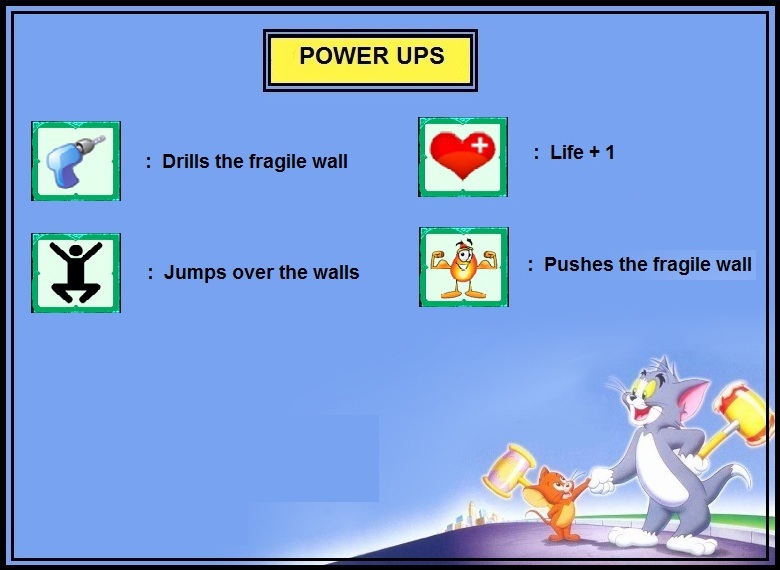 POWER UPS
: Drills the fragile wall
: Life + 1
: Jumps over the walls
: Pushes the fragile wall